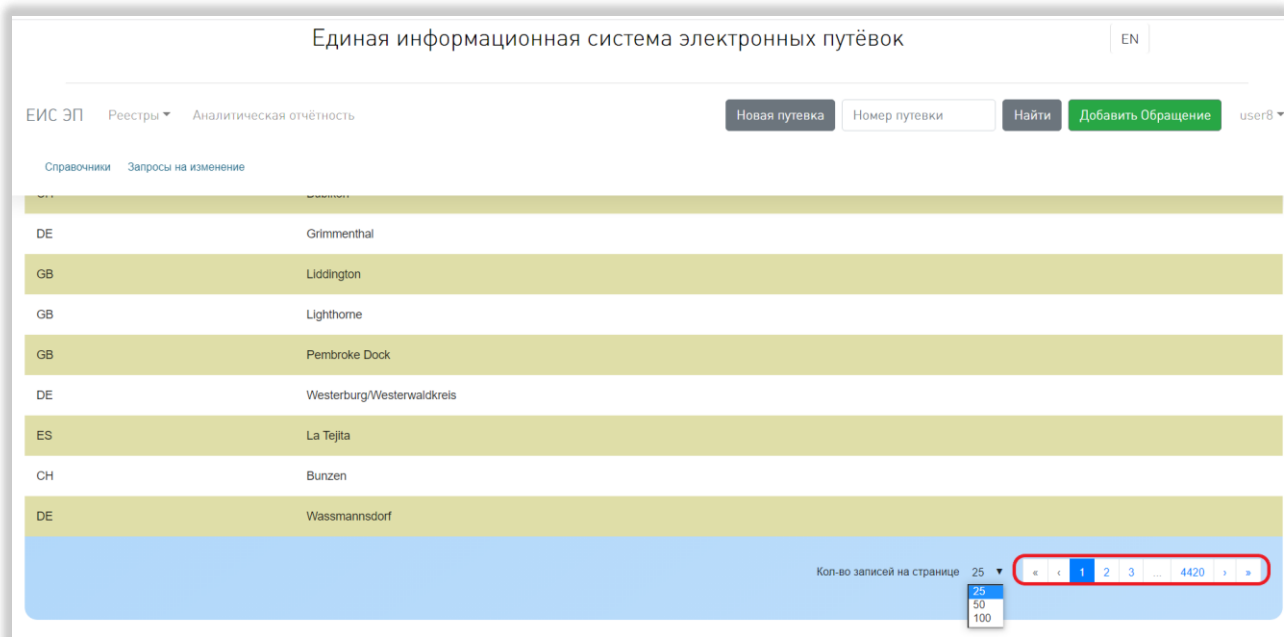 Единая информационная система электронных путёвок EN
ЕИС ЭП Реестры Аналитическая отчётность Новая путевка Номер путевки Найти Добавить Обращение user8
Справочники Запросы на изменение
DE Grimmenthal
GB Liddington
GB Lighthorne
GB Pembroke Dock
DE Westerburg/Westerwaldkreis
ES La Tejita
CH Bunzen
DE Wassmannsdorf
Кол-во записей на странице 25 « ‹ 1 2 3 ... 4420 › »
25
50
100